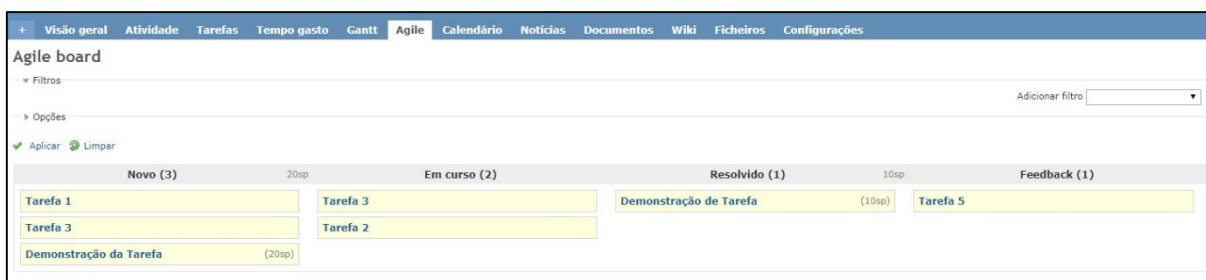 + Visão geral Atividade Tarefas Tempo gasto Gantt Agile Calendário Notícias Documentos Wiki Ficheiros Configurações
Agile board
Filtros
Adicionar filtro
Opções
Aplicar Limpar
Novo (3) 20sp Em curso (2) Resolvido (1) 10sp Feedback (1)
Tarefa 1 Tarefa 3 Demonstração de Tarefa (10sp) Tarefa 5
Tarefa 3 Tarefa 2
Demonstração da Tarefa (20sp)